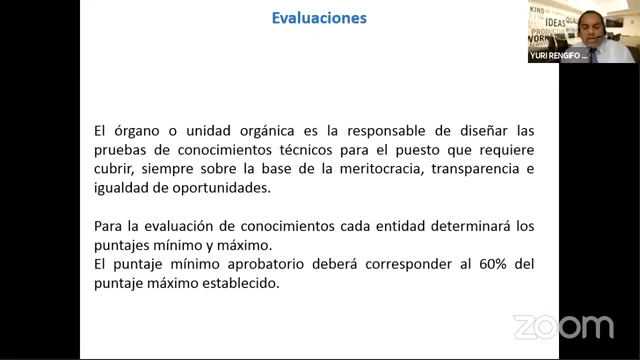 Evaluaciones
El órgano o unidad orgánica es la responsable de diseñar las
pruebas de conocimientos técnicos para el puesto que requiere
cubrir, siempre sobre la base de la meritocracia, transparencia e
igualdad de oportunidades.
Para la evaluación de conocimientos cada entidad determinará los
puntajes mínimo y máximo.
El puntaje mínimo aprobatorio deberá corresponder al 60% del
puntaje máximo establecido.
KIND
IDEAS
WORK
YURI RENGIFO ...
zoom